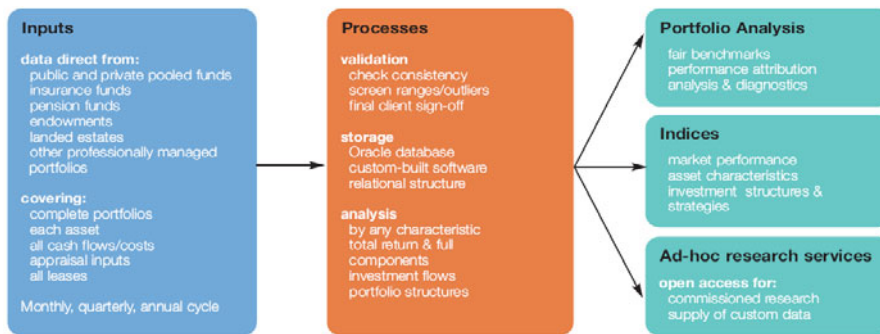 Inputs
data direct from:
public and private pooled funds
insurance funds
pension funds
endowments
landed estates
other professionally managed
portfolios
covering:
complete portfolios
each asset
all cash flows/costs
appraisal inputs
all leases
Monthly, quarterly, annual cycle
Processes
validation
check consistency
screen ranges/outliers
final client sign-off
storage
Oracle database
custom-built software
relational structure
analysis
by any characteristic
total return & full
components
investment flows
portfolio structures
Portfolio Analysis
fair benchmarks
performance attribution
analysis & diagnostics
Indices
market performance
asset characteristics
investment structures &
strategies
Ad-hoc research services
open access for:
commissioned research
supply of custom data